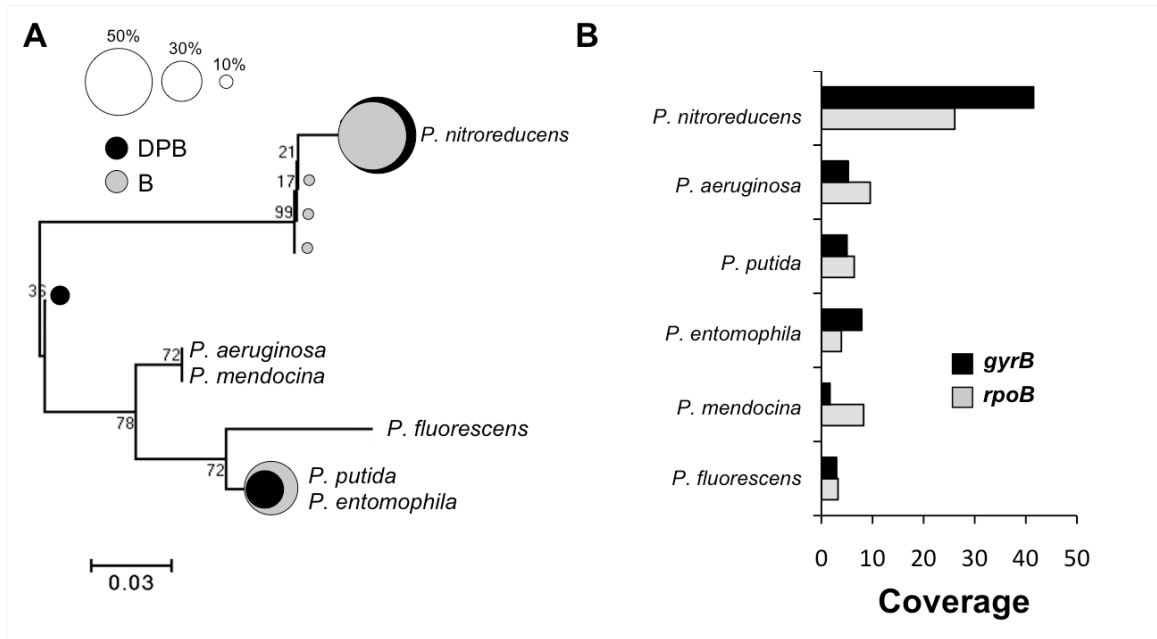 A
50%
30%
10%
DPB
B
P. nitroreducens
21
17
99
36
72
P. aeruginosa
P. mendocina
78
P. fluorescens
72
P. putida
P. entomophila
0.03
B
P. nitroreducens
P. aeruginosa
P. putida
P. entomophila
P. mendocina
P. fluorescens
gyrB
rpoB
0 10 20 30 40 50
Coverage